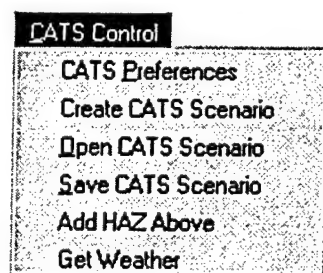 CATS Control
CATS Preferences
Create CATS Scenario
Open CATS Scenario
Save CATS Scenario
Add HAZ Above
Get Weather